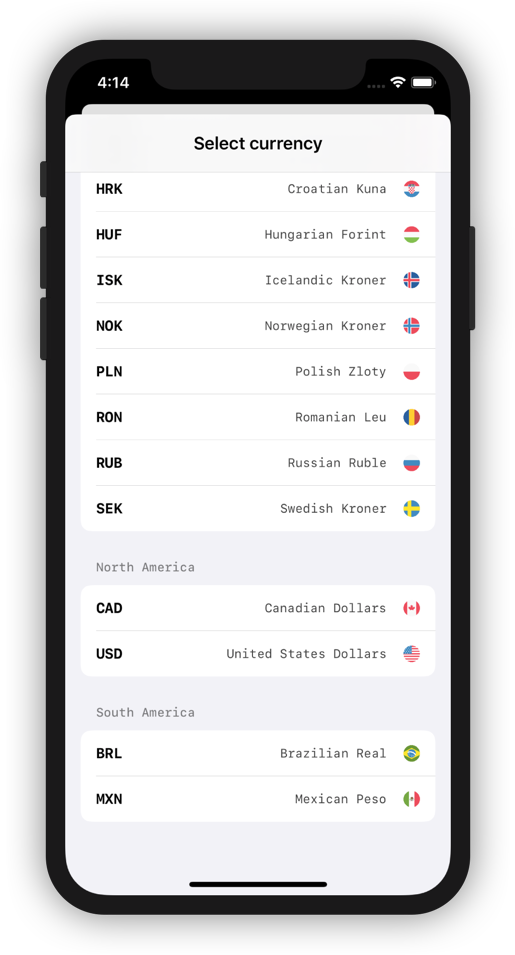 4:14
Select currency
HRK Croatian Kuna
HUF Hungarian Forint
ISK Icelandic Kroner
NOK Norwegian Kroner
PLN Polish Zloty
RON Romanian Leu
RUB Russian Ruble
SEK Swedish Kroner
North America
CAD Canadian Dollars
USD United States Dollars
South America
BRL Brazilian Real
MXN Mexican Peso